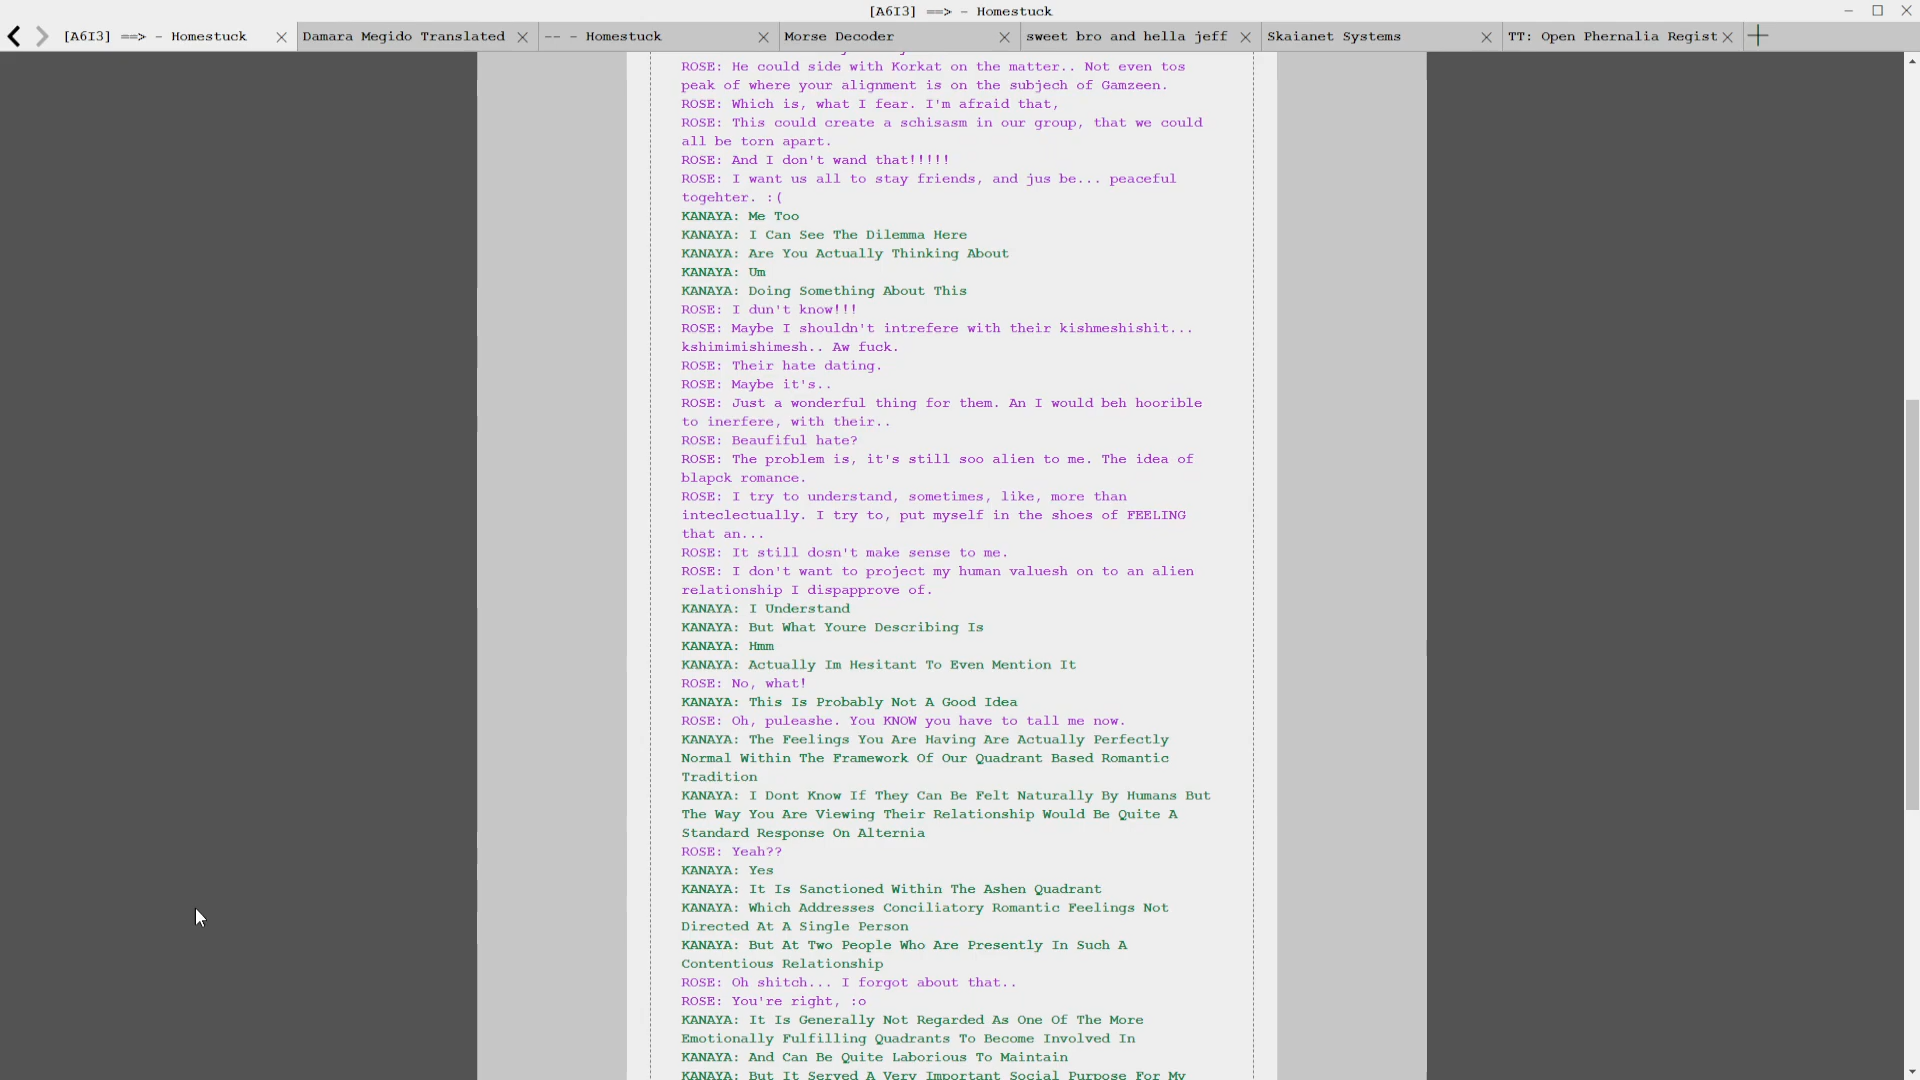 [A6I3] ==> - Homestuck
[A6I3] ==> - Homestuck
Damara Megido Translated
-- - Homestuck
Morse Decoder
sweet bro and hella jeff
Skaianet Systems
TT: Open Phernalia Regist
ROSE: He could side with Korkat on the matter.. Not even tos
peak of where your alignment is on the subjech of Gamzeen.
ROSE: Which is, what I fear. I'm afraid that,
ROSE: This could create a schisasm in our group, that we could
all be torn apart.
ROSE: And I don't wand that!!!!!
ROSE: I want us all to stay friends, and jus be... peaceful
togehter. :(
KANAYA: Me Too
KANAYA: I Can See The Dilemma Here
KANAYA: Are You Actually Thinking About
KANAYA: Um
KANAYA: Doing Something About This
ROSE: I dun't know!!!
ROSE: Maybe I shouldn't intrefere with their kishmeshishit...
kshimimishimesh.. Aw fuck.
ROSE: Their hate dating.
ROSE: Maybe it's..
ROSE: Just a wonderful thing for them. An I would beh hoorible
to inerfere, with their..
ROSE: Beaufiful hate?
ROSE: The problem is, it's still soo alien to me. The idea of
blapck romance.
ROSE: I try to understand, sometimes, like, more than
inteclectually. I try to, put myself in the shoes of FEELING
that an...
ROSE: It still dosn't make sense to me.
ROSE: I don't want to project my human valuesh on to an alien
relationship I dispapprove of.
KANAYA: I Understand
KANAYA: But What Youre Describing Is
KANAYA: Hmm
KANAYA: Actually Im Hesitant To Even Mention It
ROSE: No, what!
KANAYA: This Is Probably Not A Good Idea
ROSE: Oh, puleashe. You KNOW you have to tall me now.
KANAYA: The Feelings You Are Having Are Actually Perfectly
Normal Within The Framework Of Our Quadrant Based Romantic
Tradition
KANAYA: I Dont Know If They Can Be Felt Naturally By Humans But
The Way You Are Viewing Their Relationship Would Be Quite A
Standard Response On Alternia
ROSE: Yeah??
KANAYA: Yes
KANAYA: It Is Sanctioned Within The Ashen Quadrant
KANAYA: Which Addresses Conciliatory Romantic Feelings Not
Directed At A Single Person
KANAYA: But At Two People Who Are Presently In Such A
Contentious Relationship
ROSE: Oh shitch... I forgot about that..
ROSE: You're right, :o
KANAYA: It Is Generally Not Regarded As One Of The More
Emotionally Fulfilling Quadrants To Become Involved In
KANAYA: And Can Be Quite Laborious To Maintain
KANAYA: But It Served A Very Important Social Purpose For My